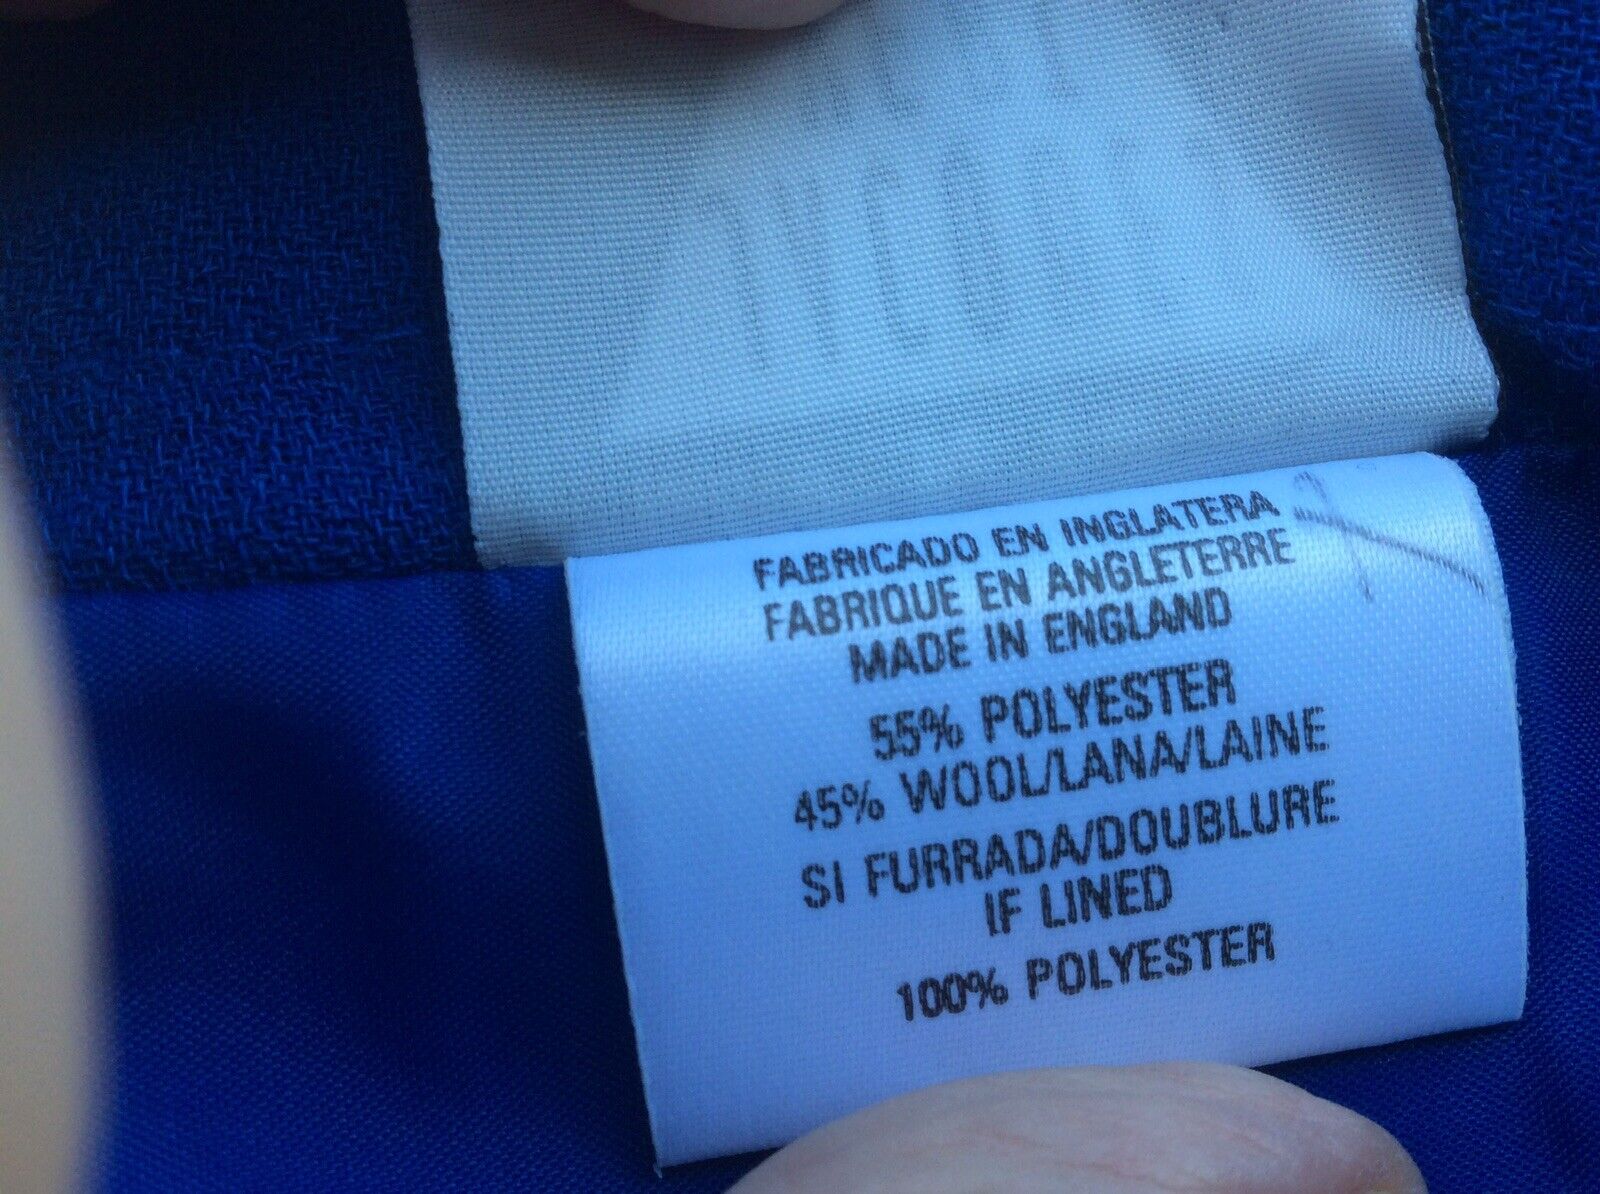 FABRICADO EN INGLATERA
FABRIQUE EN ANGLETERRE
MADE IN ENGLAND
55% POLYESTER
45% WOOL/LANA/LAINE
SI FURRADA/DOUBLURE
IF LINED
100% POLYESTER